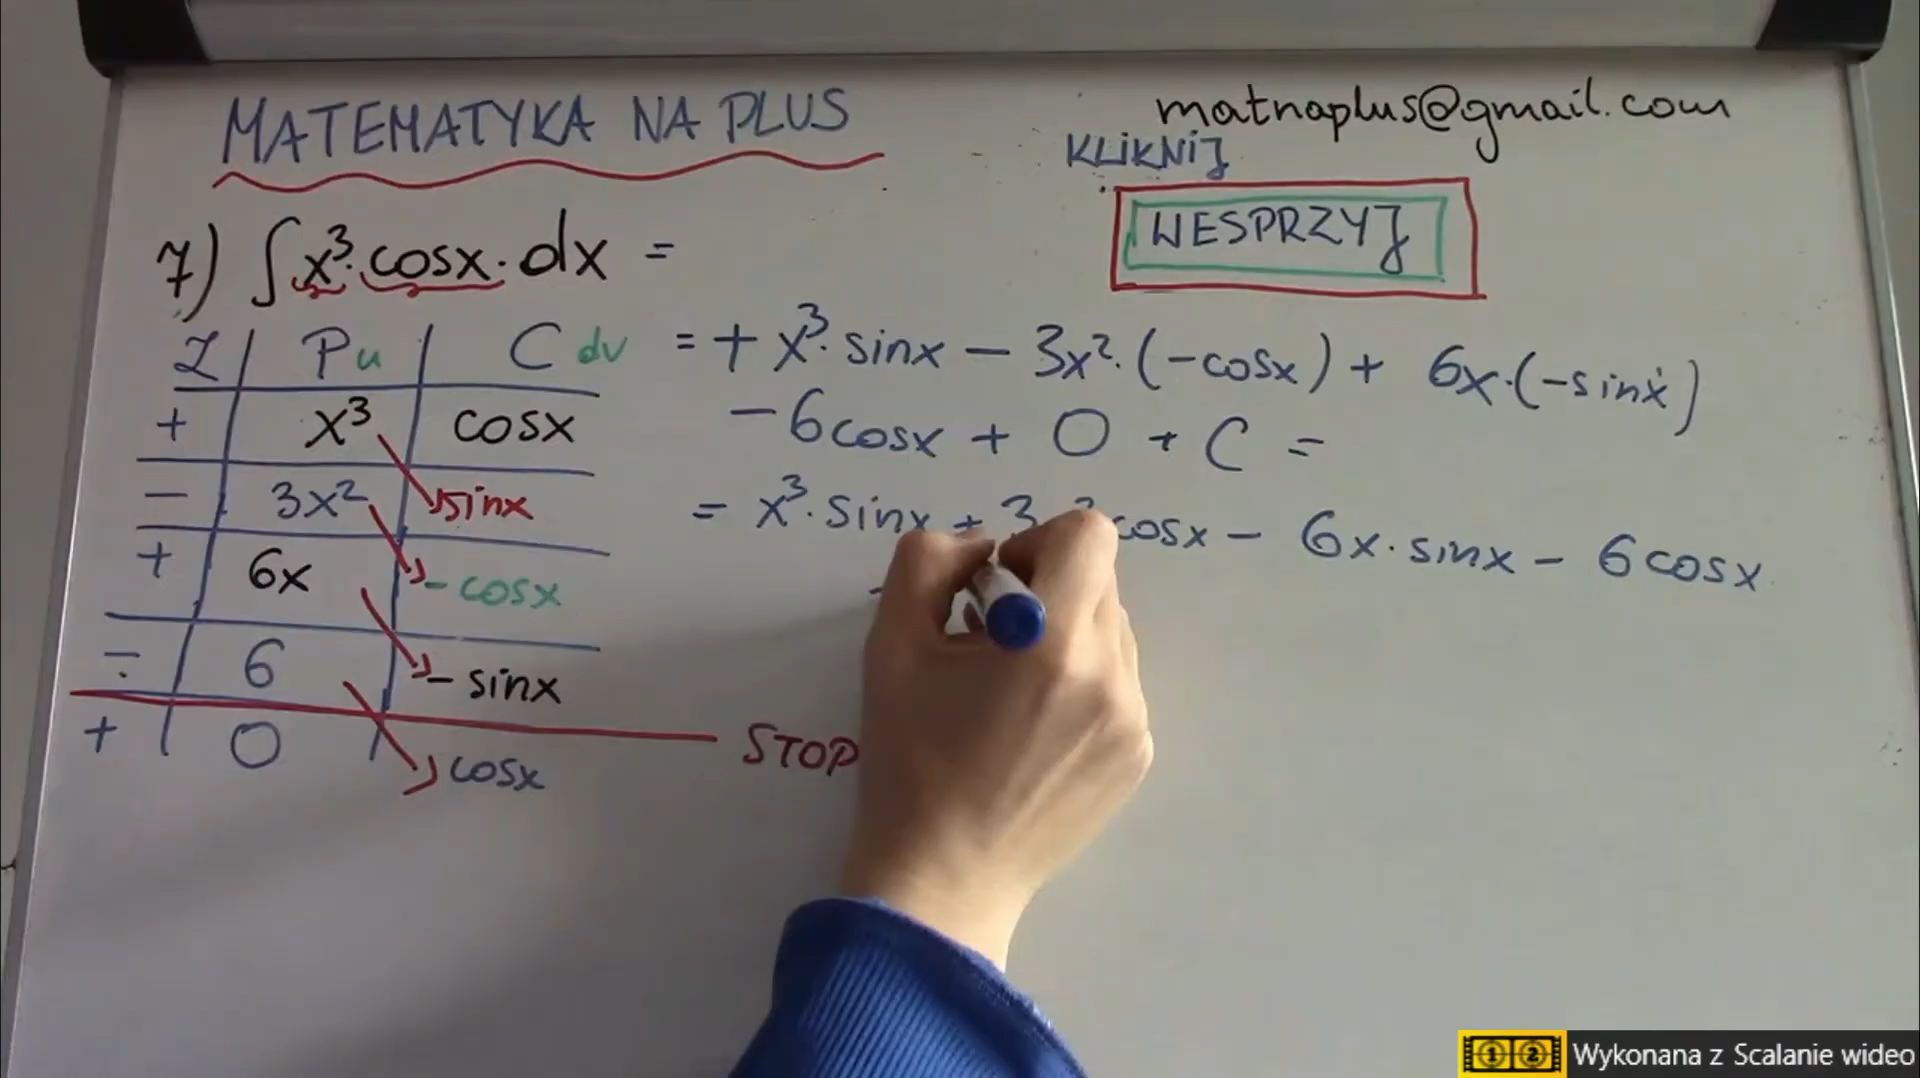 MATEMATYKA NA PLUS
matnaplus@gmail.com
KLIKNIJ
WESPRZYJ
7) ∫ x³·cosx·dx =
Z | P u | C dv
+ | x³ | cosx
− | 3x² | sinx
+ | 6x | -cosx
− | 6 | -sinx
+ | 0 | cosx
STOP
= + x³·sinx − 3x²·(-cosx) + 6x·(-sinx)
− 6cosx + 0 + C =
= x³·sinx + 3 ² cosx − 6x·sinx − 6cosx
Wykonana z Scalanie wideo